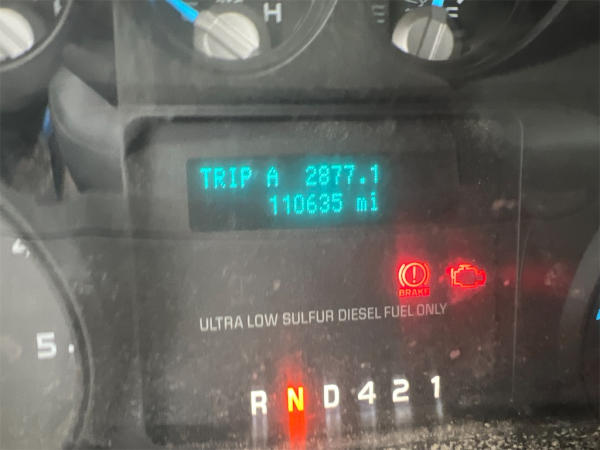 H
F
TRIP A 2877.1
110635 mi
BRAKE
ULTRA LOW SULFUR DIESEL FUEL ONLY
5
R N D 4 2 1